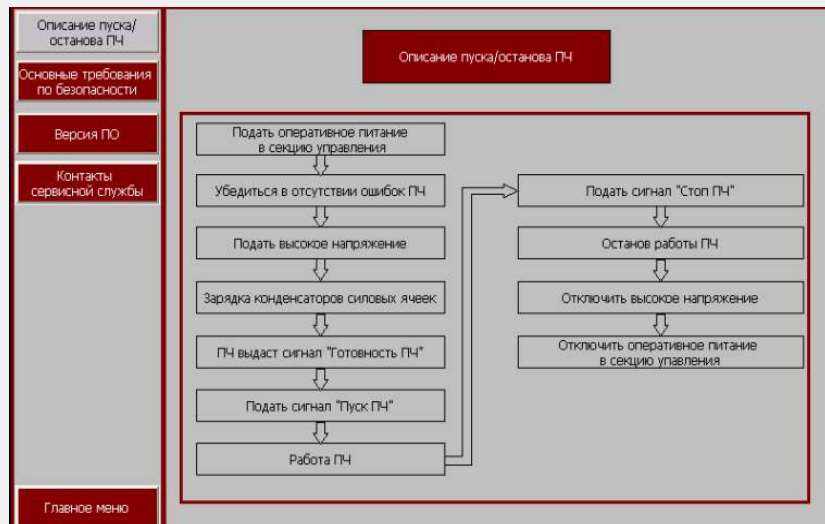 Описание пуска/
останова ПЧ
Основные требования
по безопасности
Версия ПО
Контакты
сервисной службы
Главное меню
Описание пуска/останова ПЧ
Подать оперативное питание
в секцию управления
Убедиться в отсутствии ошибок ПЧ
Подать высокое напряжение
Зарядка конденсаторов силовых ячеек
ПЧ выдаст сигнал "Готовность ПЧ"
Подать сигнал "Пуск ПЧ"
Работа ПЧ
Подать сигнал "Стоп ПЧ"
Останов работы ПЧ
Отключить высокое напряжение
Отключить оперативное питание
в секцию упавления